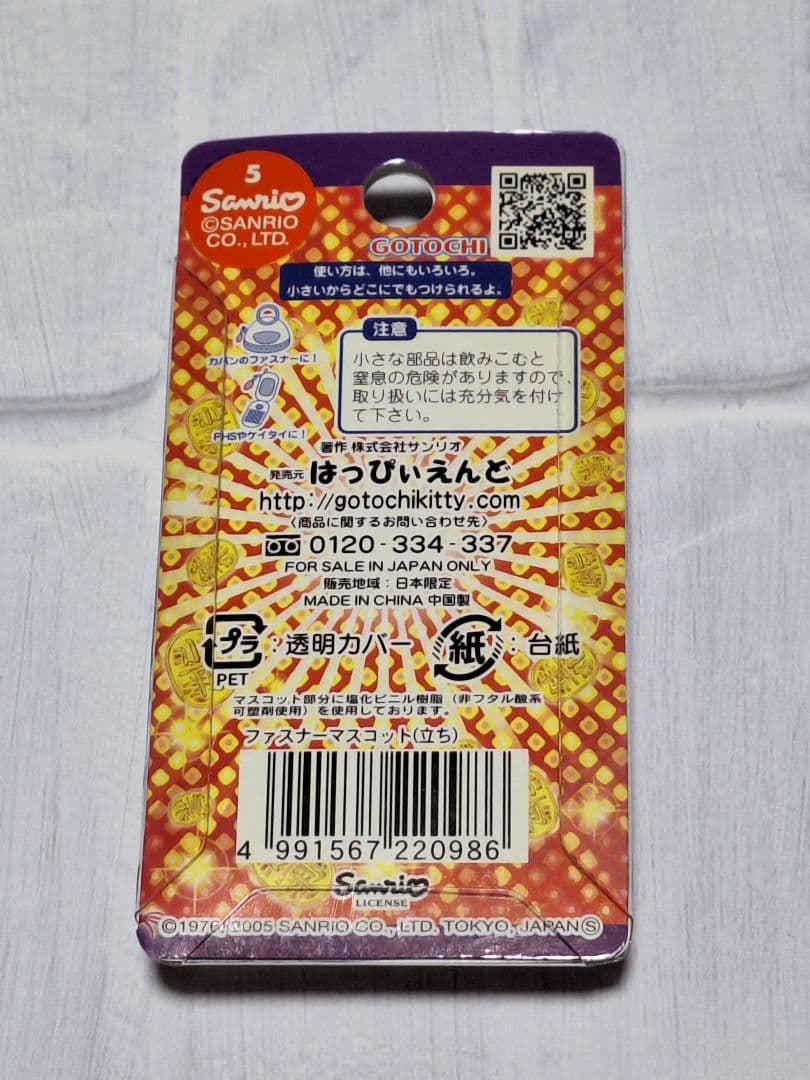 5
Sanrio
©SANRIO
CO., LTD.
GOTOCHI
使い方は、他にもいろいろ。
小さいからどこにでもつけられるよ。
カバンのファスナーに!
PHSやケイタイに!
注意
小さな部品は飲みこむと
窒息の危険がありますので、
取り扱いには充分気を付け
て下さい。
著作 株式会社サンリオ
発売元 はっぴぃえんど
http://gotochikitty.com
〈商品に関するお問い合わせ先〉
0120-334-337
FOR SALE IN JAPAN ONLY
販売地域:日本限定
MADE IN CHINA 中国製
プラ:透明カバー 紙:台紙
PET
マスコット部分に塩化ビニル樹脂(非フタル酸系
可塑剤使用)を使用しております。
ファスナーマスコット(立ち)
4 991567 220986
Sanrio
LICENSE
©1976, 2005 SANRIO CO., LTD. TOKYO, JAPAN Ⓢ